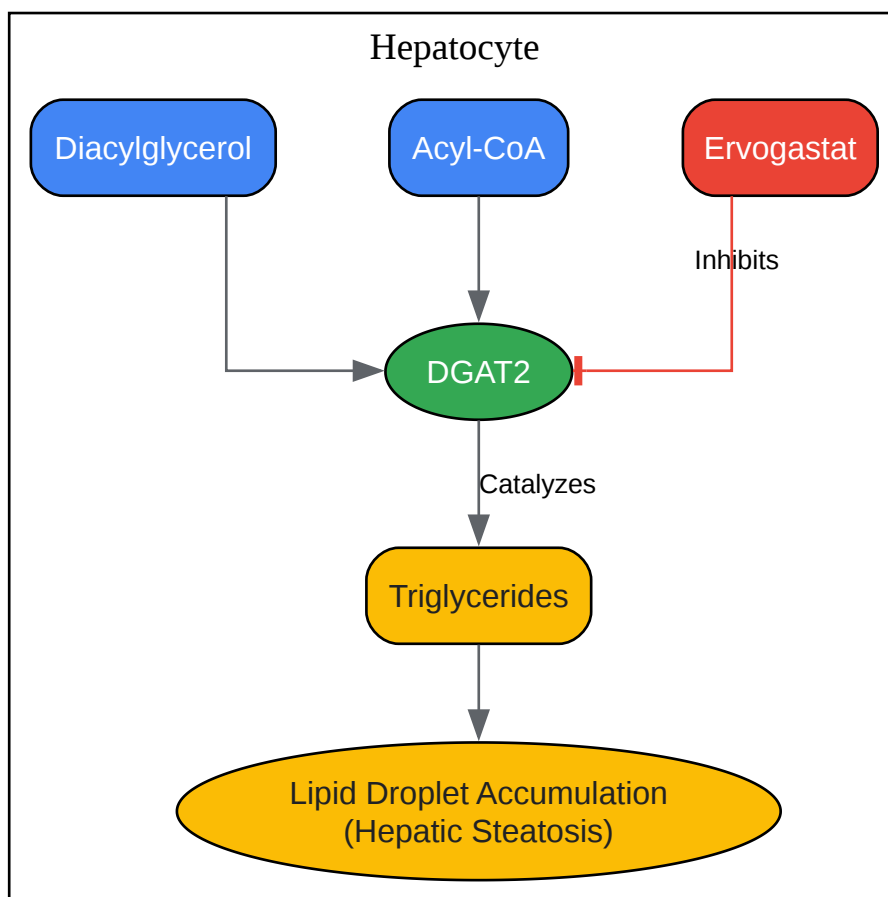 Hepatocyte
Diacylglycerol
Acyl-CoA
Ervogastat
Inhibits
DGAT2
Catalyzes
Triglycerides
Lipid Droplet Accumulation
(Hepatic Steatosis)